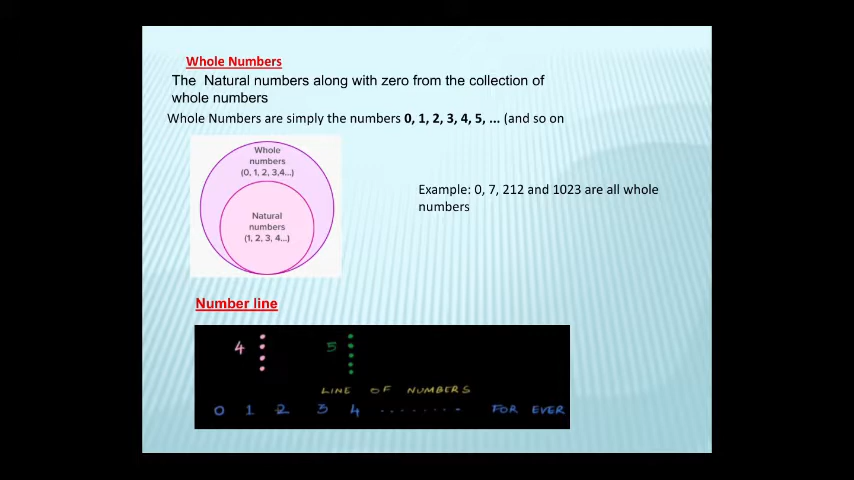 Whole Numbers
The Natural numbers along with zero from the collection of
whole numbers
Whole Numbers are simply the numbers 0, 1, 2, 3, 4, 5, ... (and so on
Whole
numbers
(0, 1, 2, 3,4...)
Natural
numbers
(1, 2, 3, 4...)
Example: 0, 7, 212 and 1023 are all whole
numbers
Number line
4 5
LINE OF NUMBERS
0 1 2 3 4 ........ FOR EVER